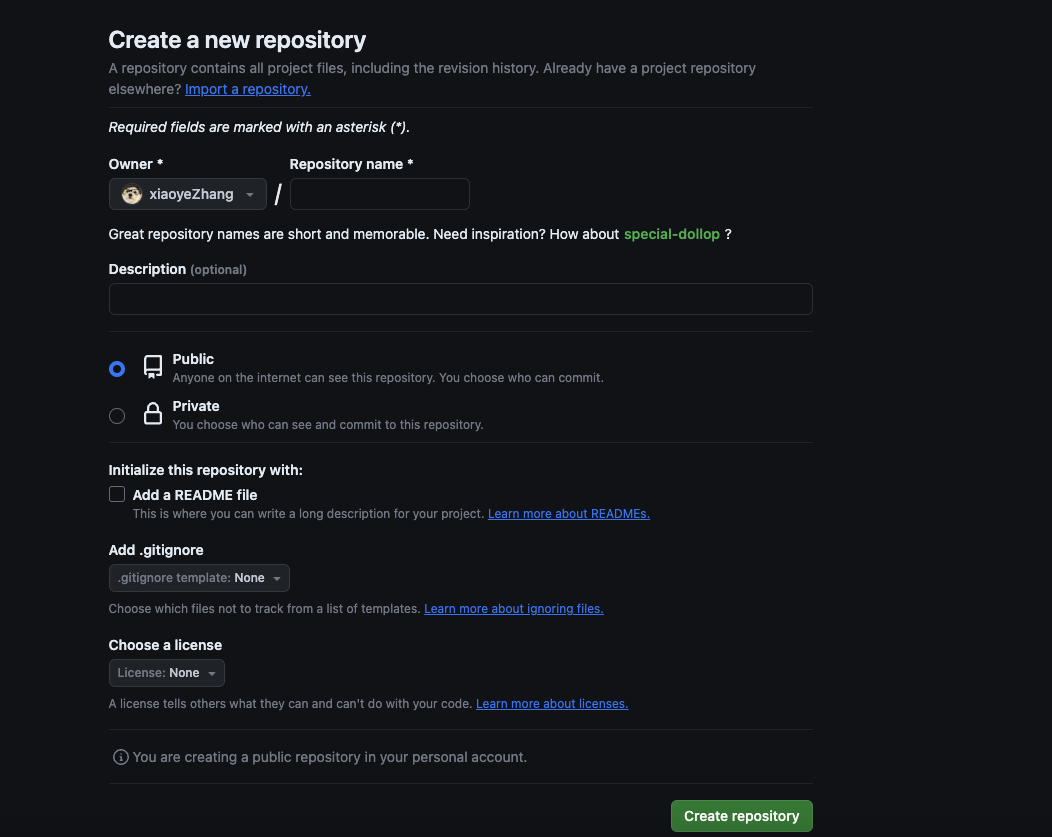 Create a new repository
A repository contains all project files, including the revision history. Already have a project repository
elsewhere? Import a repository.
Required fields are marked with an asterisk (*).
Owner * Repository name *
xiaoyeZhang /
Great repository names are short and memorable. Need inspiration? How about special-dollop ?
Description (optional)
Public
Anyone on the internet can see this repository. You choose who can commit.
Private
You choose who can see and commit to this repository.
Initialize this repository with:
Add a README file
This is where you can write a long description for your project. Learn more about READMEs.
Add .gitignore
.gitignore template: None
Choose which files not to track from a list of templates. Learn more about ignoring files.
Choose a license
License: None
A license tells others what they can and can't do with your code. Learn more about licenses.
You are creating a public repository in your personal account.
Create repository